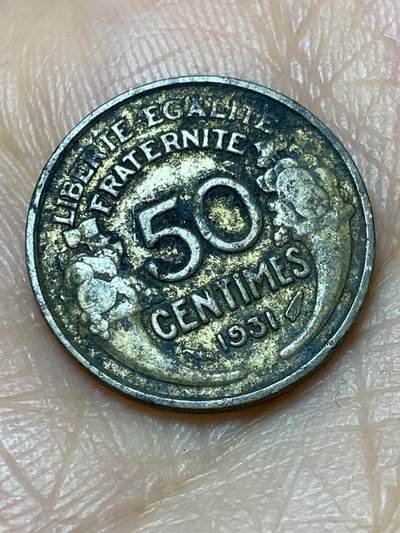 LIBERTE EGALITE
FRATERNITE
50
CENTIMES
1931